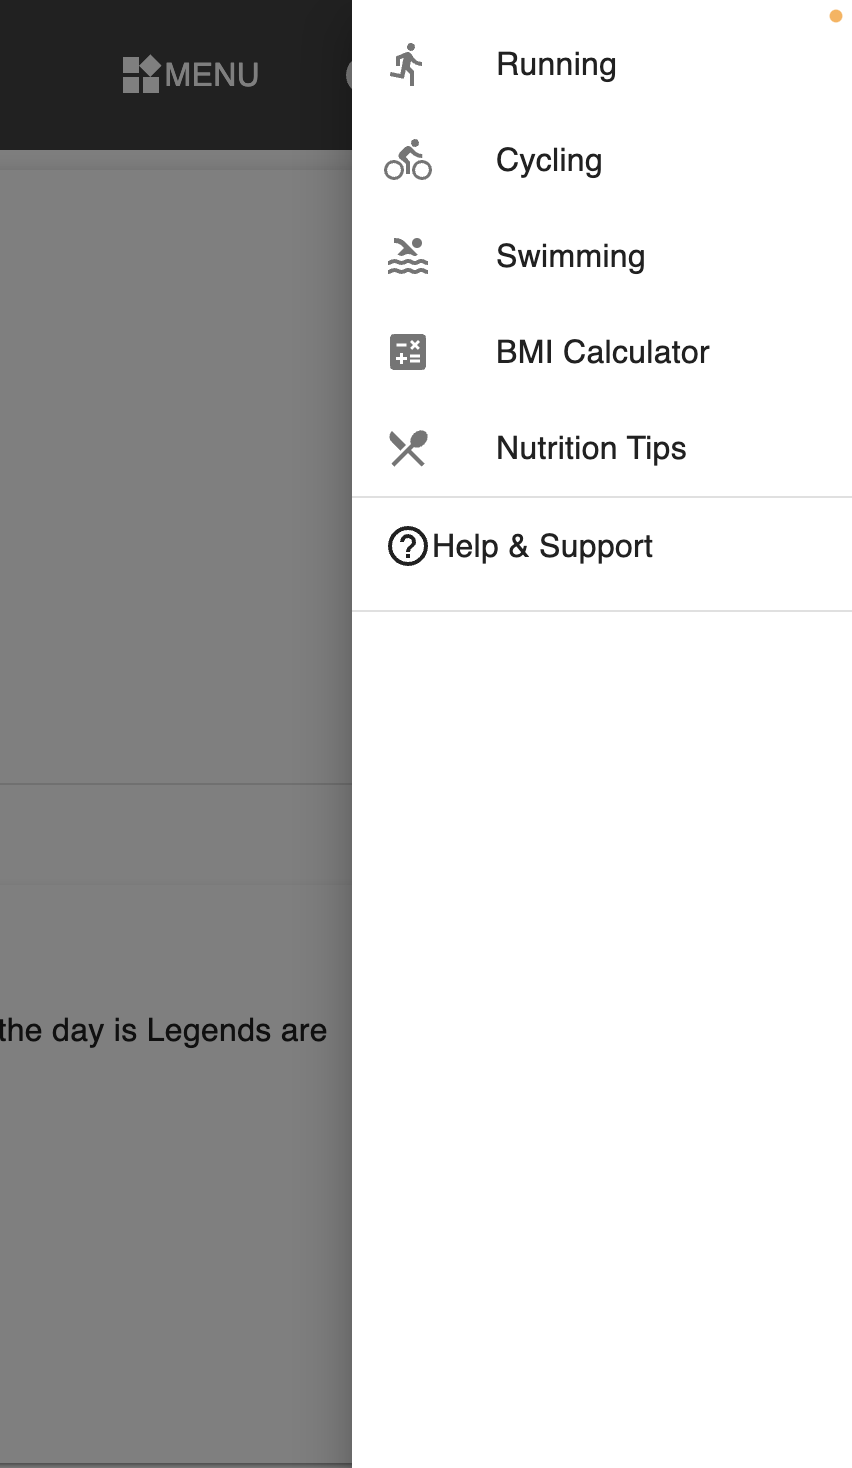 MENU
Running
Cycling
Swimming
BMI Calculator
Nutrition Tips
Help & Support
the day is Legends are